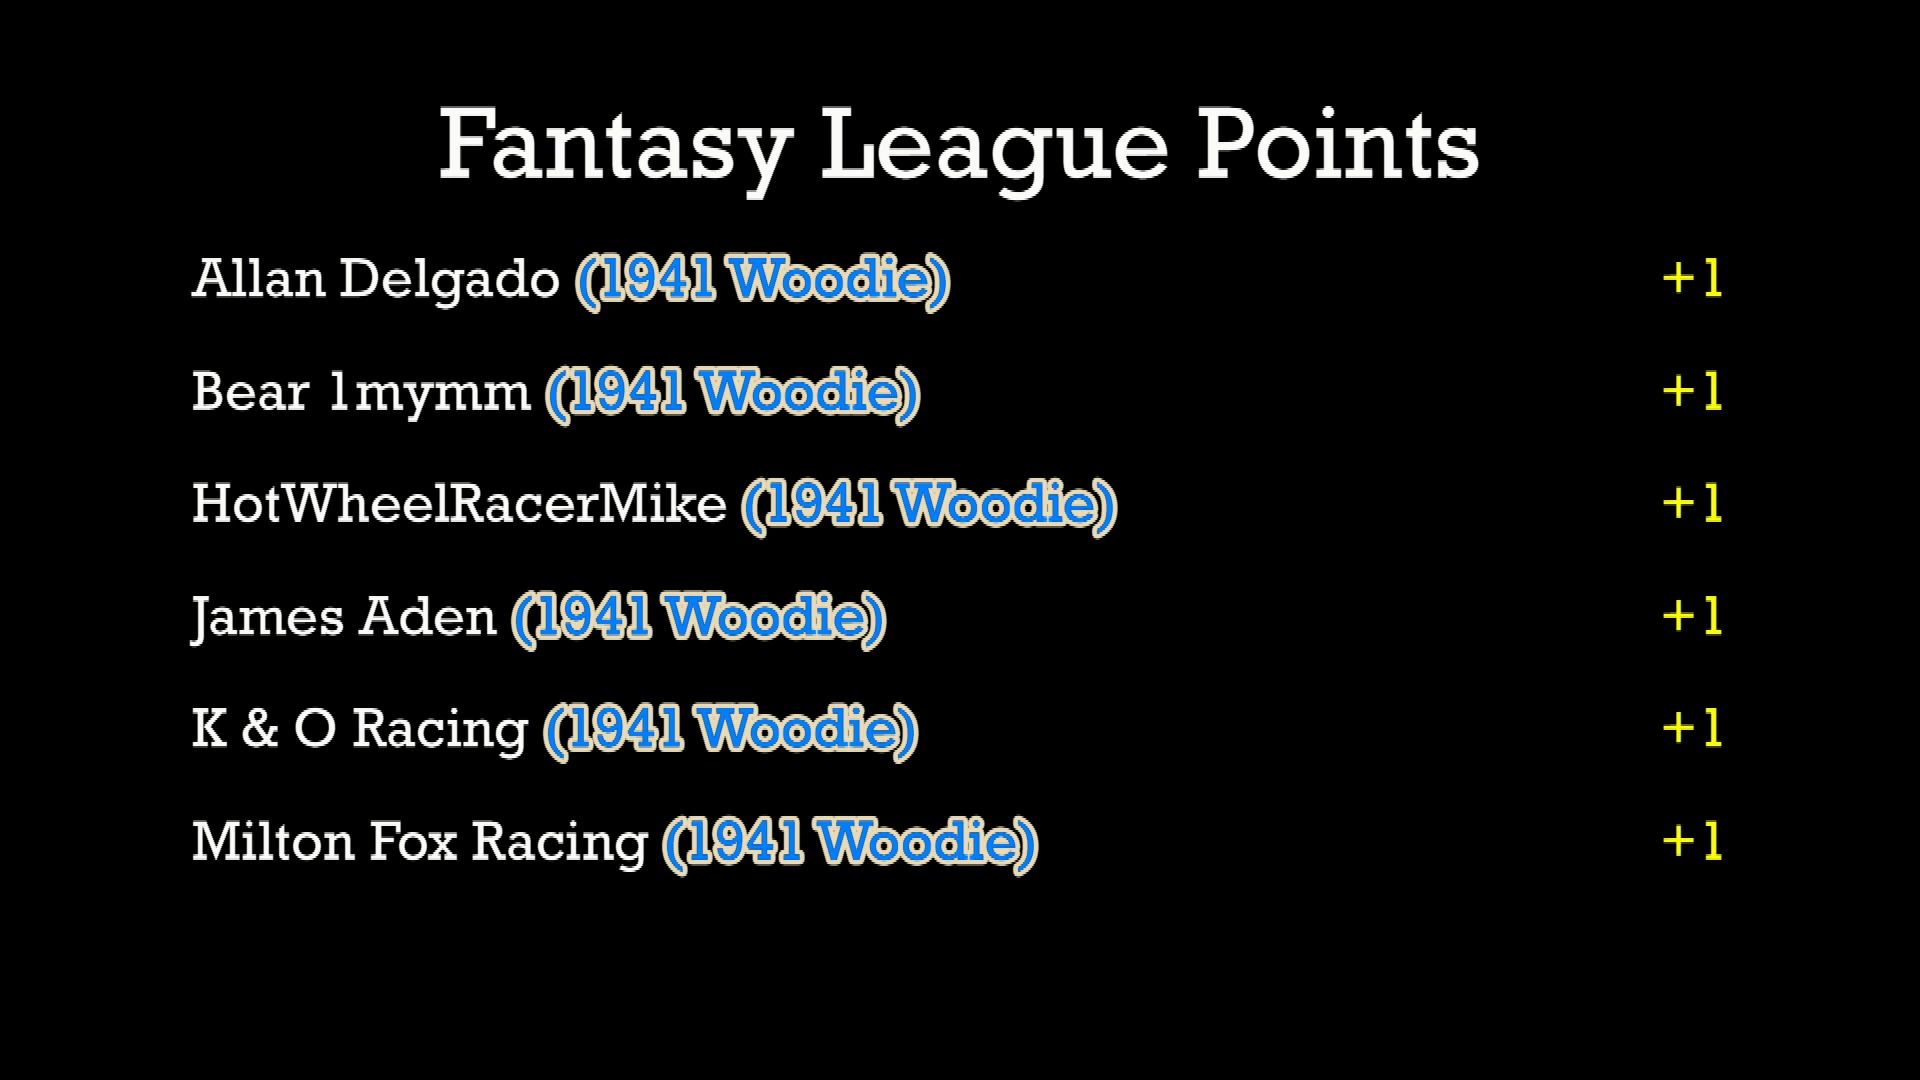 Fantasy League Points
Allan Delgado (1941 Woodie) +1
Bear 1mymm (1941 Woodie) +1
HotWheelRacerMike (1941 Woodie) +1
James Aden (1941 Woodie) +1
K & O Racing (1941 Woodie) +1
Milton Fox Racing (1941 Woodie) +1